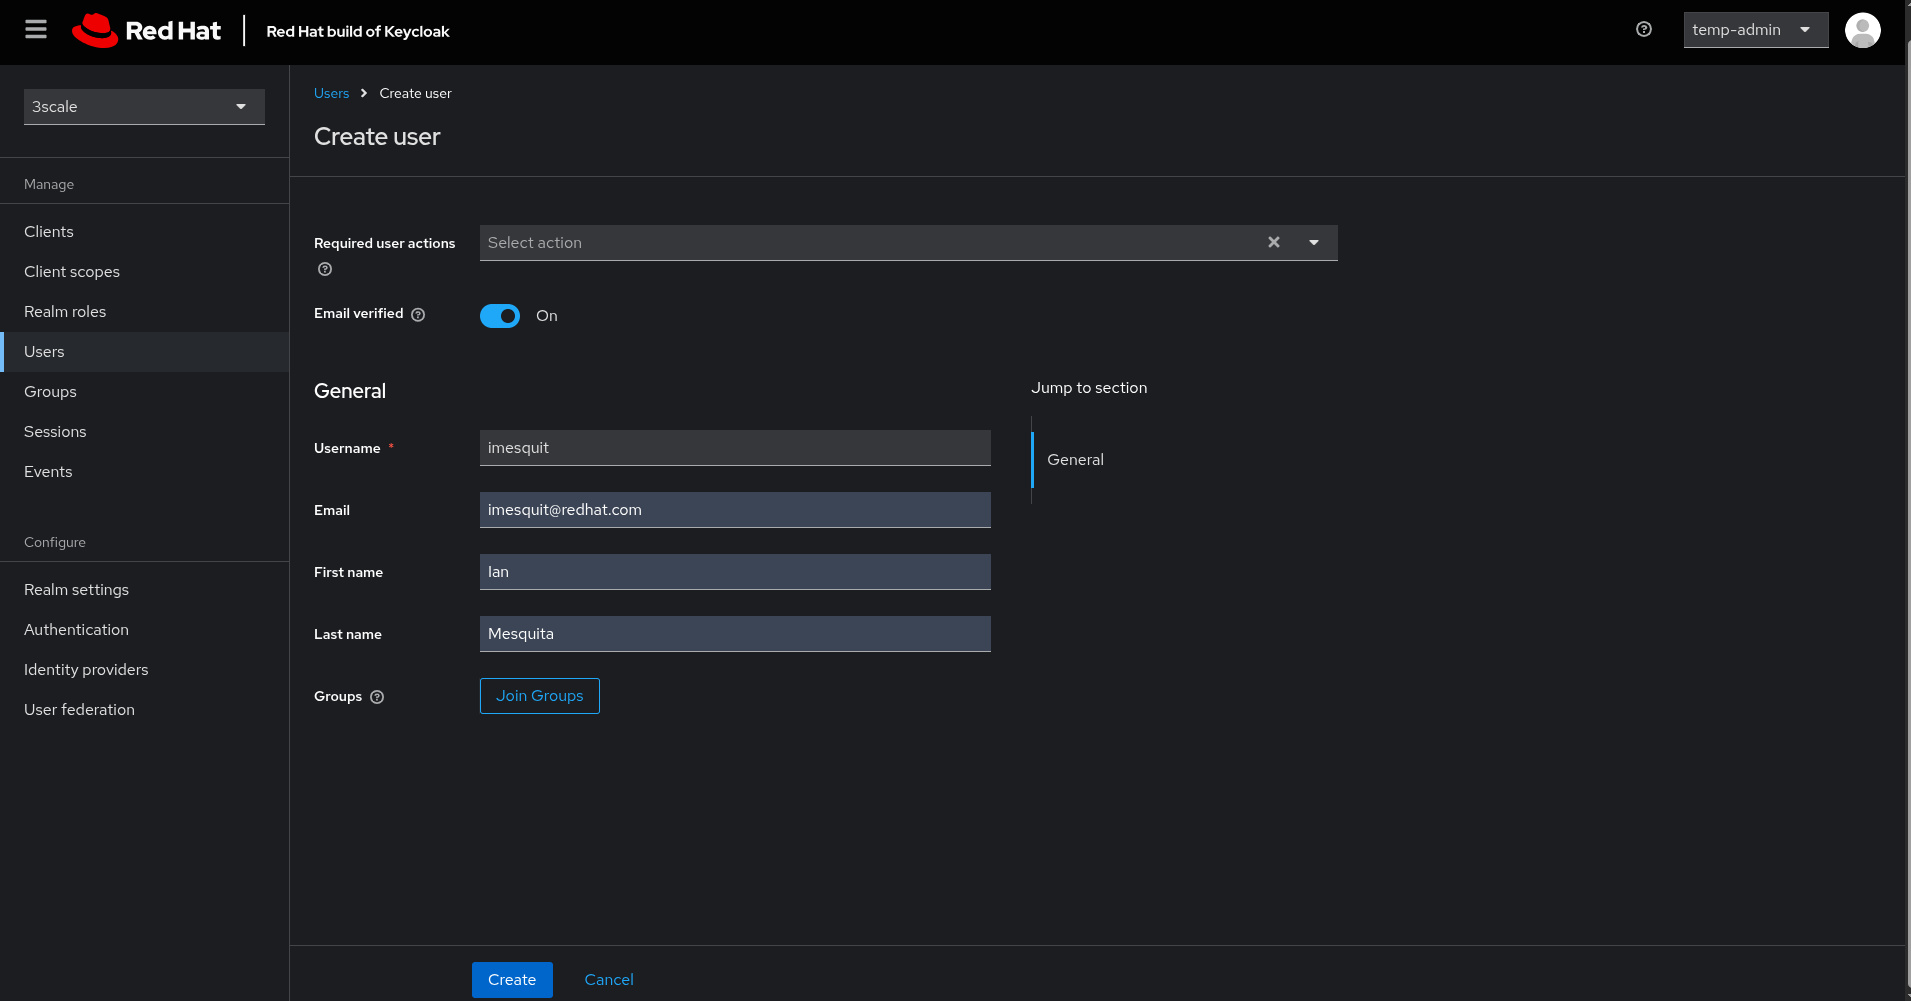 Red Hat
Red Hat build of Keycloak
temp-admin
3scale
Manage
Clients
Client scopes
Realm roles
Users
Groups
Sessions
Events
Configure
Realm settings
Authentication
Identity providers
User federation
Users > Create user
Create user
Required user actions
Select action
Email verified
On
General
Username *
imesquit
Email
imesquit@redhat.com
First name
Ian
Last name
Mesquita
Groups
Join Groups
Jump to section
General
Create
Cancel